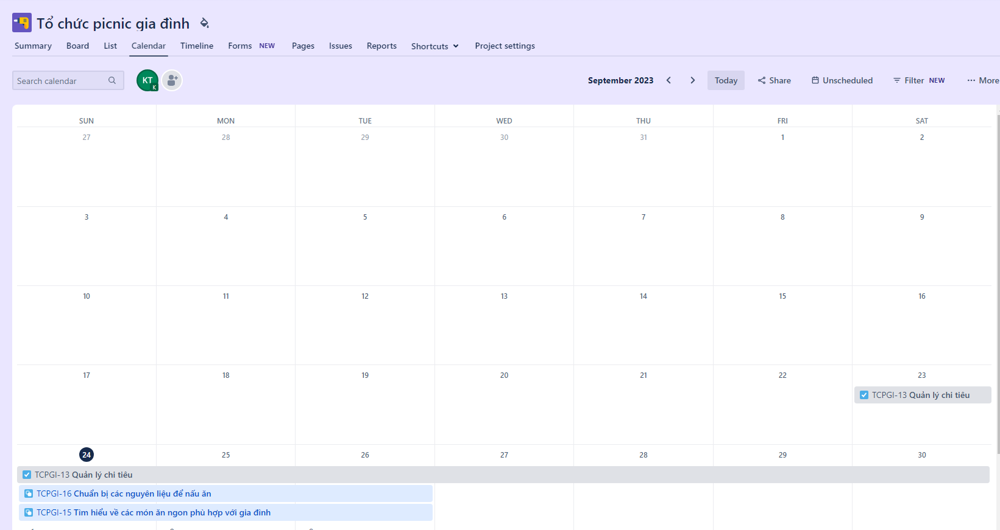 Tổ chức picnic gia đình
Summary Board List Calendar Timeline Forms NEW Pages Issues Reports Shortcuts Project settings
Search calendar KT K September 2023 Today Share Unscheduled Filter NEW More
SUN MON TUE WED THU FRI SAT
27 28 29 30 31 1 2
3 4 5 6 7 8 9
10 11 12 13 14 15 16
17 18 19 20 21 22 23
TCPGI-13 Quản lý chi tiêu
24 25 26 27 28 29 30
TCPGI-13 Quản lý chi tiêu
TCPGI-16 Chuẩn bị các nguyên liệu để nấu ăn
TCPGI-15 Tìm hiểu về các món ăn ngon phù hợp với gia đình